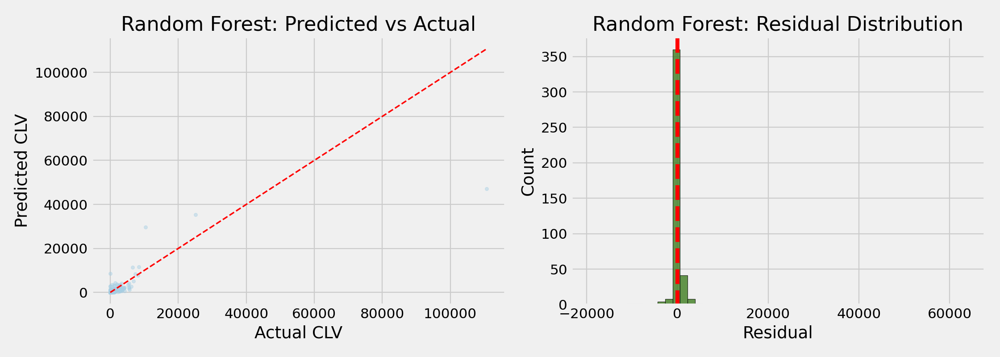 Random Forest: Predicted vs Actual
Predicted CLV
100000
80000
60000
40000
20000
0
0 20000 40000 60000 80000 100000
Actual CLV
Random Forest: Residual Distribution
Count
350
300
250
200
150
100
50
0
−20000 0 20000 40000 60000
Residual